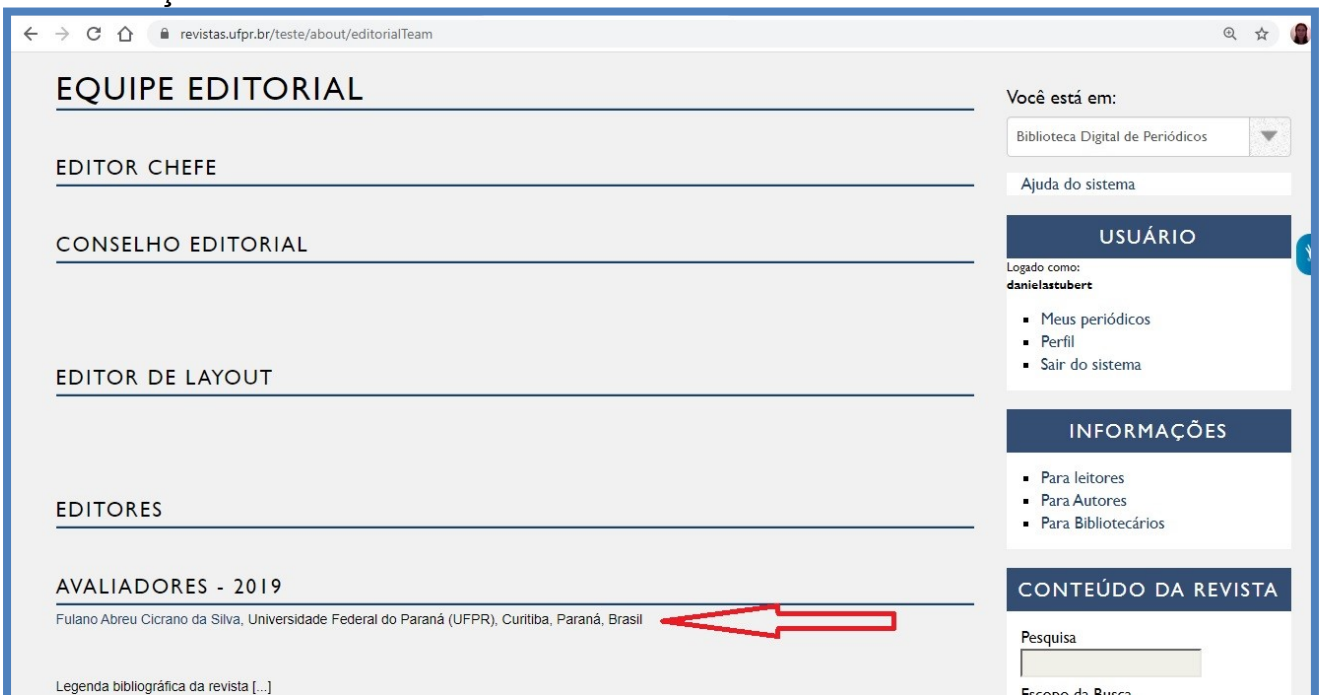 revistas.ufpr.br/teste/about/editorialTeam
EQUIPE EDITORIAL
EDITOR CHEFE
CONSELHO EDITORIAL
EDITOR DE LAYOUT
EDITORES
AVALIADORES - 2019
Fulano Abreu Cicrano da Silva, Universidade Federal do Paraná (UFPR), Curitiba, Paraná, Brasil
Legenda bibliográfica da revista [...]
Você está em:
Biblioteca Digital de Periódicos
Ajuda do sistema
USUÁRIO
Logado como:
danielastubert
Meus periódicos
Perfil
Sair do sistema
INFORMAÇÕES
Para leitores
Para Autores
Para Bibliotecários
CONTEÚDO DA REVISTA
Pesquisa
Escopo da Busca